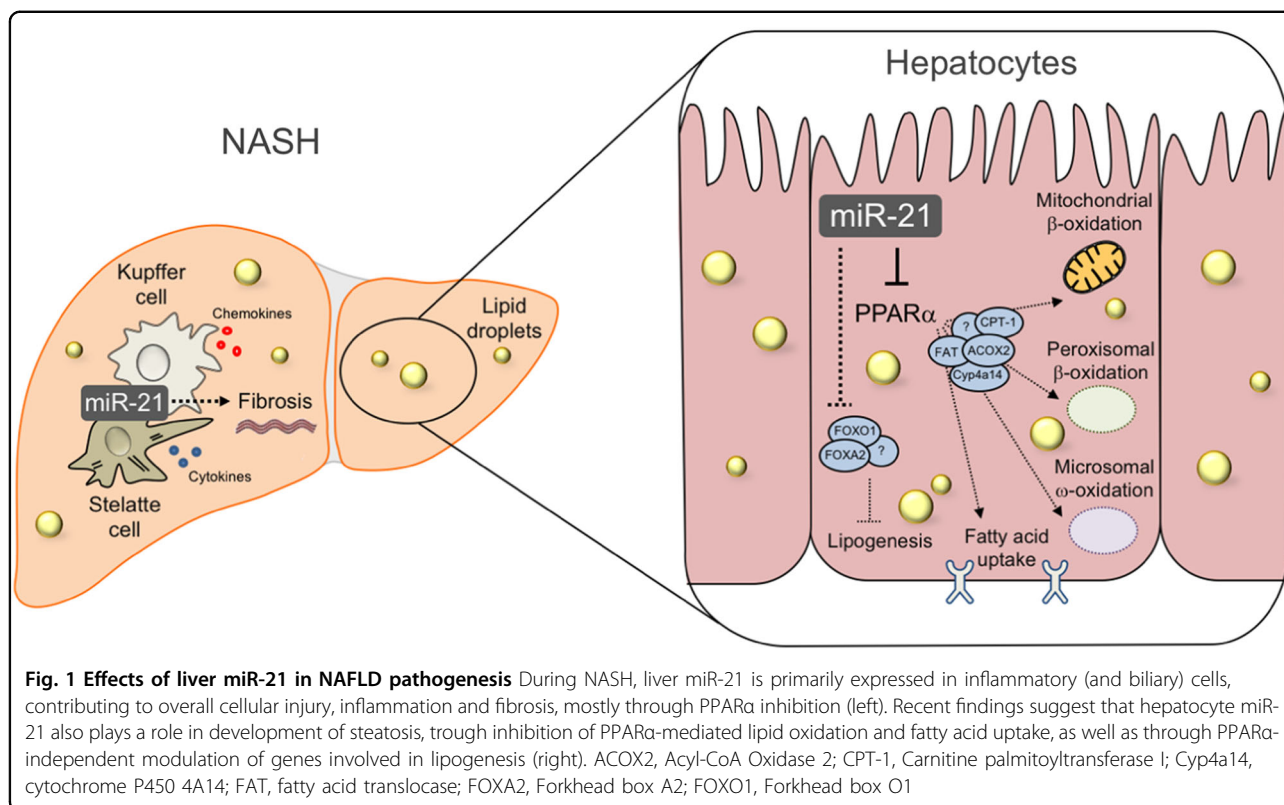 NASH
Hepatocytes
Kupffer
cell
Chemokines
Lipid
droplets
miR-21
Fibrosis
Cytokines
Stelatte
cell
miR-21
Mitochondrial
β-oxidation
PPARα
?
CPT-1
FAT
ACOX2
Cyp4a14
Peroxisomal
β-oxidation
FOXO1
FOXA2
?
Microsomal
ω-oxidation
Lipogenesis
Fatty acid
uptake
Fig. 1 Effects of liver miR-21 in NAFLD pathogenesis During NASH, liver miR-21 is primarily expressed in inflammatory (and biliary) cells,
contributing to overall cellular injury, inflammation and fibrosis, mostly through PPARα inhibition (left). Recent findings suggest that hepatocyte miR-
21 also plays a role in development of steatosis, trough inhibition of PPARα-mediated lipid oxidation and fatty acid uptake, as well as through PPARα-
independent modulation of genes involved in lipogenesis (right). ACOX2, Acyl-CoA Oxidase 2; CPT-1, Carnitine palmitoyltransferase I; Cyp4a14,
cytochrome P450 4A14; FAT, fatty acid translocase; FOXA2, Forkhead box A2; FOXO1, Forkhead box O1